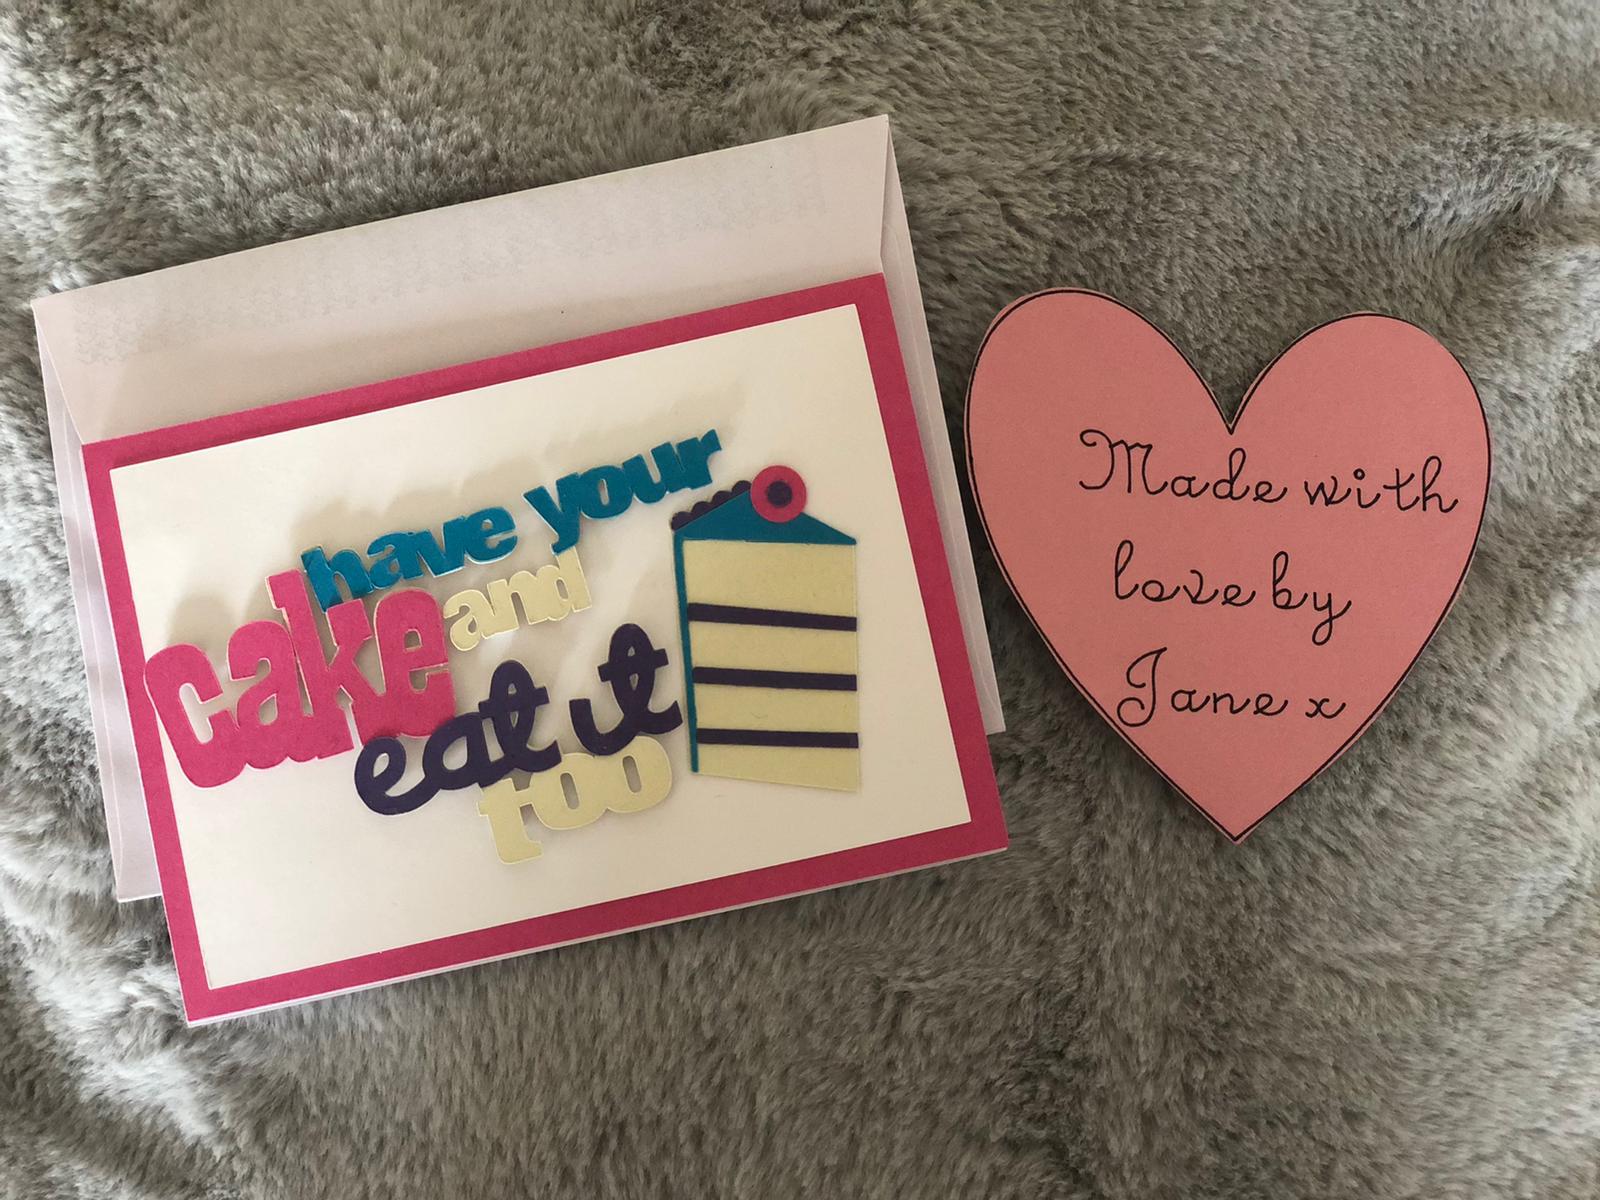 have your
cake and
eat it
too
Made with
love by
Jane x